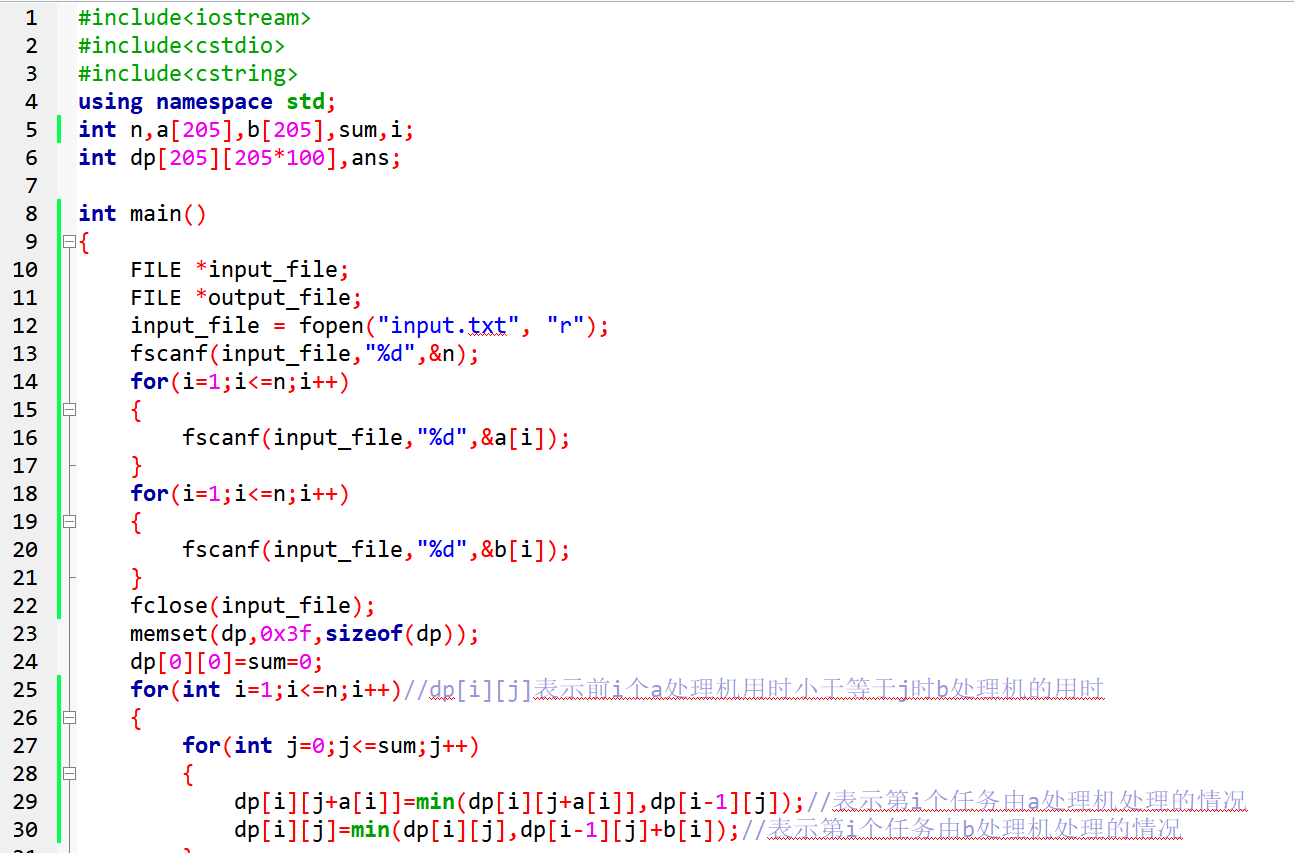 1 #include<iostream>
2 #include<cstdio>
3 #include<cstring>
4 using namespace std;
5 int n,a[205],b[205],sum,i;
6 int dp[205][205*100],ans;
7
8 int main()
9 {
10 FILE *input_file;
11 FILE *output_file;
12 input_file = fopen("input.txt", "r");
13 fscanf(input_file,"%d",&n);
14 for(i=1;i<=n;i++)
15 {
16 fscanf(input_file,"%d",&a[i]);
17 }
18 for(i=1;i<=n;i++)
19 {
20 fscanf(input_file,"%d",&b[i]);
21 }
22 fclose(input_file);
23 memset(dp,0x3f,sizeof(dp));
24 dp[0][0]=sum=0;
25 for(int i=1;i<=n;i++)//dp[i][j]表示前i个a处理机用时小于等于j时b处理机的用时
26 {
27 for(int j=0;j<=sum;j++)
28 {
29 dp[i][j+a[i]]=min(dp[i][j+a[i]],dp[i-1][j]);//表示第i个任务由a处理机处理的情况
30 dp[i][j]=min(dp[i][j],dp[i-1][j]+b[i]);//表示第i个任务由b处理机处理的情况